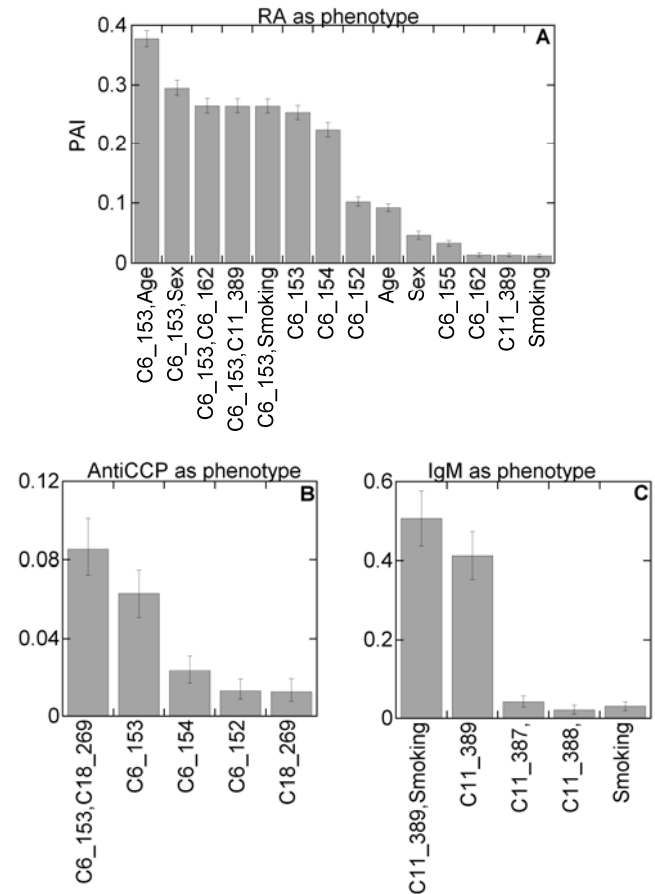 RA as phenotype
A
0.4
0.3
0.2
0.1
0
PAI
C6_153,Age
C6_153,Sex
C6_153,C6_162
C6_153,C11_389
C6_153,Smoking
C6_153
C6_154
C6_152
Age
Sex
C6_155
C6_162
C11_389
Smoking
AntiCCP as phenotype
B
0.12
0.08
0.04
0
C6_153,C18_269
C6_153
C6_154
C6_152
C18_269
IgM as phenotype
C
0.6
0.4
0.2
0
C11_389,Smoking
C11_389
C11_387,
C11_388,
Smoking